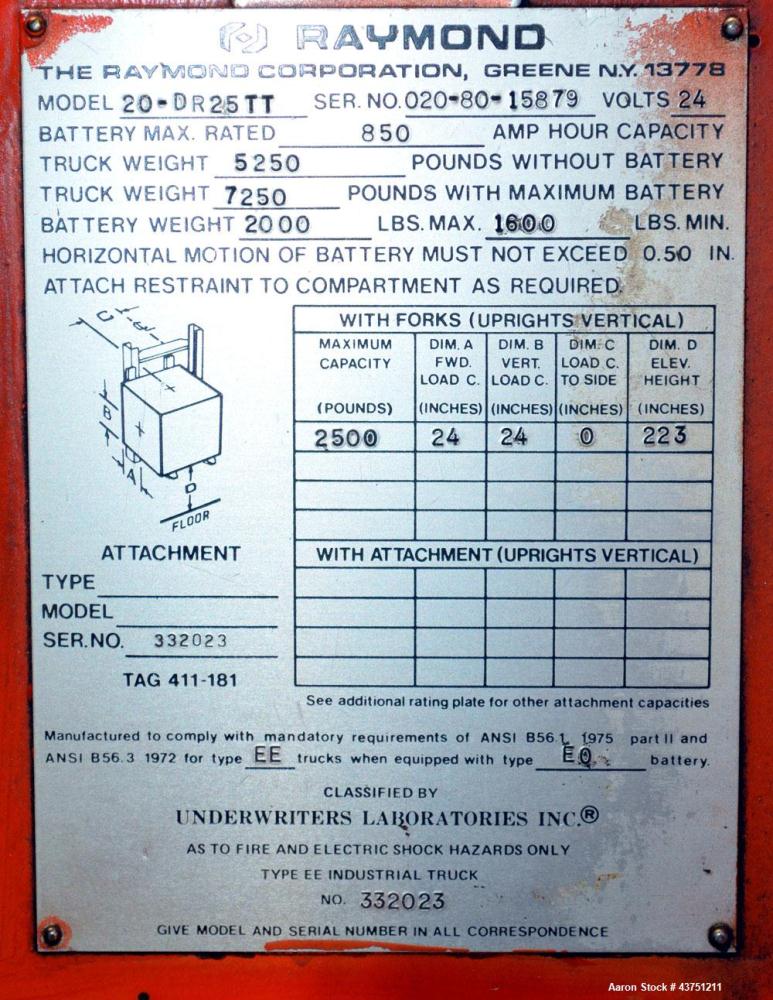 RAYMOND
THE RAYMOND CORPORATION, GREENE N.Y. 13778
MODEL 20-DR25TT SER. NO. 020-80-15879 VOLTS 24
BATTERY MAX. RATED 850 AMP HOUR CAPACITY
TRUCK WEIGHT 5250 POUNDS WITHOUT BATTERY
TRUCK WEIGHT 7250 POUNDS WITH MAXIMUM BATTERY
BATTERY WEIGHT 2000 LBS. MAX. 1600 LBS. MIN.
HORIZONTAL MOTION OF BATTERY MUST NOT EXCEED 0.50 IN.
ATTACH RESTRAINT TO COMPARTMENT AS REQUIRED.
C
B
A
D
FLOOR
WITH FORKS (UPRIGHTS VERTICAL)
MAXIMUM DIM. A DIM. B DIM. C DIM. D
CAPACITY FWD. VERT. LOAD C. ELEV.
LOAD C. LOAD C. TO SIDE HEIGHT
(POUNDS) (INCHES) (INCHES) (INCHES) (INCHES)
2500 24 24 0 223
ATTACHMENT
TYPE
MODEL
SER. NO. 332023
TAG 411-181
WITH ATTACHMENT (UPRIGHTS VERTICAL)
See additional rating plate for other attachment capacities
Manufactured to comply with mandatory requirements of ANSI B56.1, 1975 part II and
ANSI B56.3 1972 for type EE trucks when equipped with type EO battery.
CLASSIFIED BY
UNDERWRITERS LABORATORIES INC.®
AS TO FIRE AND ELECTRIC SHOCK HAZARDS ONLY
TYPE EE INDUSTRIAL TRUCK
NO. 332023
GIVE MODEL AND SERIAL NUMBER IN ALL CORRESPONDENCE
Aaron Stock # 43751211